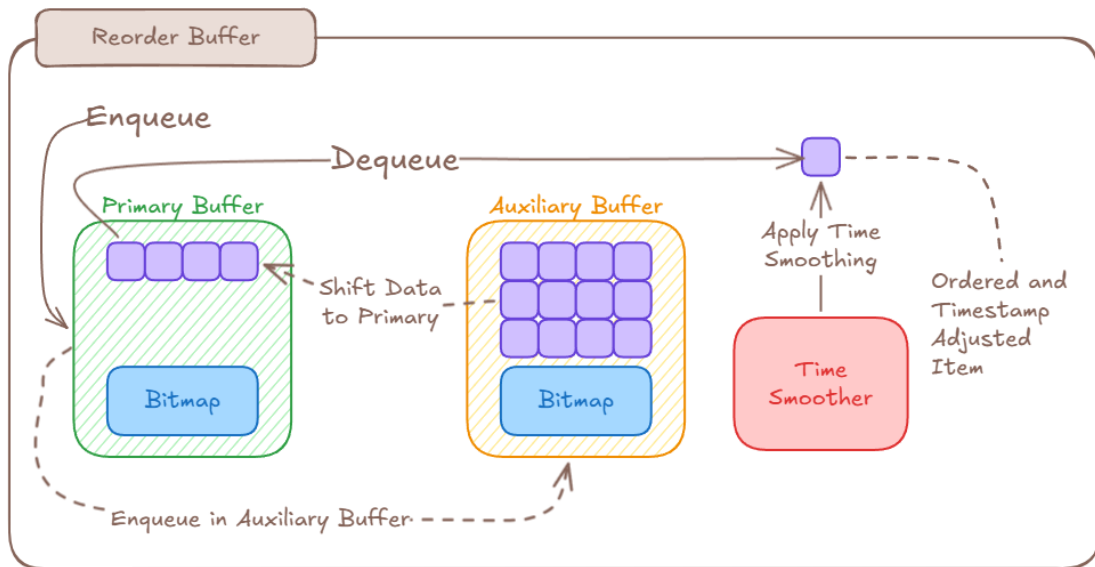 Reorder Buffer
Enqueue
Dequeue
Primary Buffer
Auxiliary Buffer
Apply Time
Smoothing
Shift Data
to Primary
Ordered and
Timestamp
Adjusted
Item
Bitmap
Bitmap
Time
Smoother
Enqueue in Auxiliary Buffer